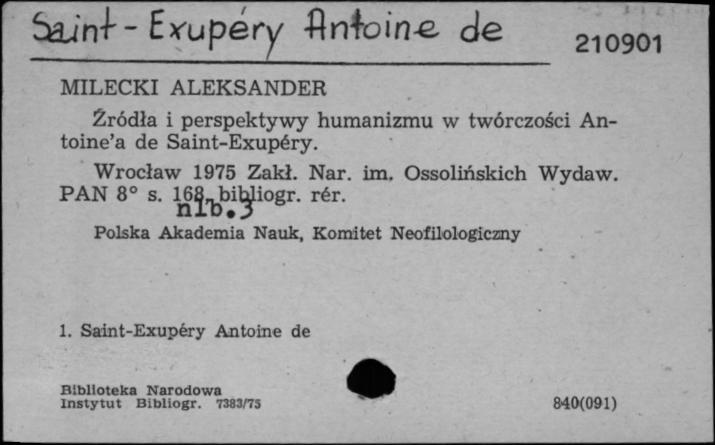 Saint-Exupéry Antoine de
210901
MILECKI ALEKSANDER
Źródła i perspektywy humanizmu w twórczości An-
toine'a de Saint-Exupéry.
Wrocław 1975 Zakł. Nar. im. Ossolińskich Wydaw.
PAN 8° s. 168, bibliogr. rér.
nlb.3
Polska Akademia Nauk, Komitet Neofilologiczny
1. Saint-Exupéry Antoine de
Biblioteka Narodowa
Instytut Bibliogr. 7383/75
840(091)